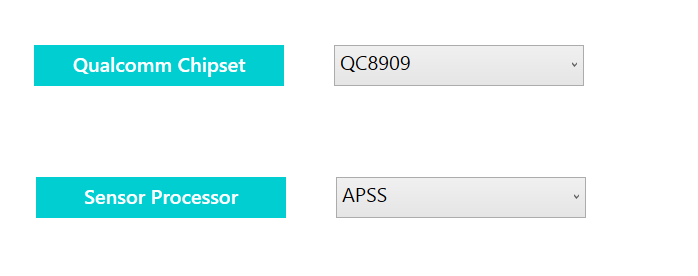 Qualcomm Chipset
QC8909
Sensor Processor
APSS